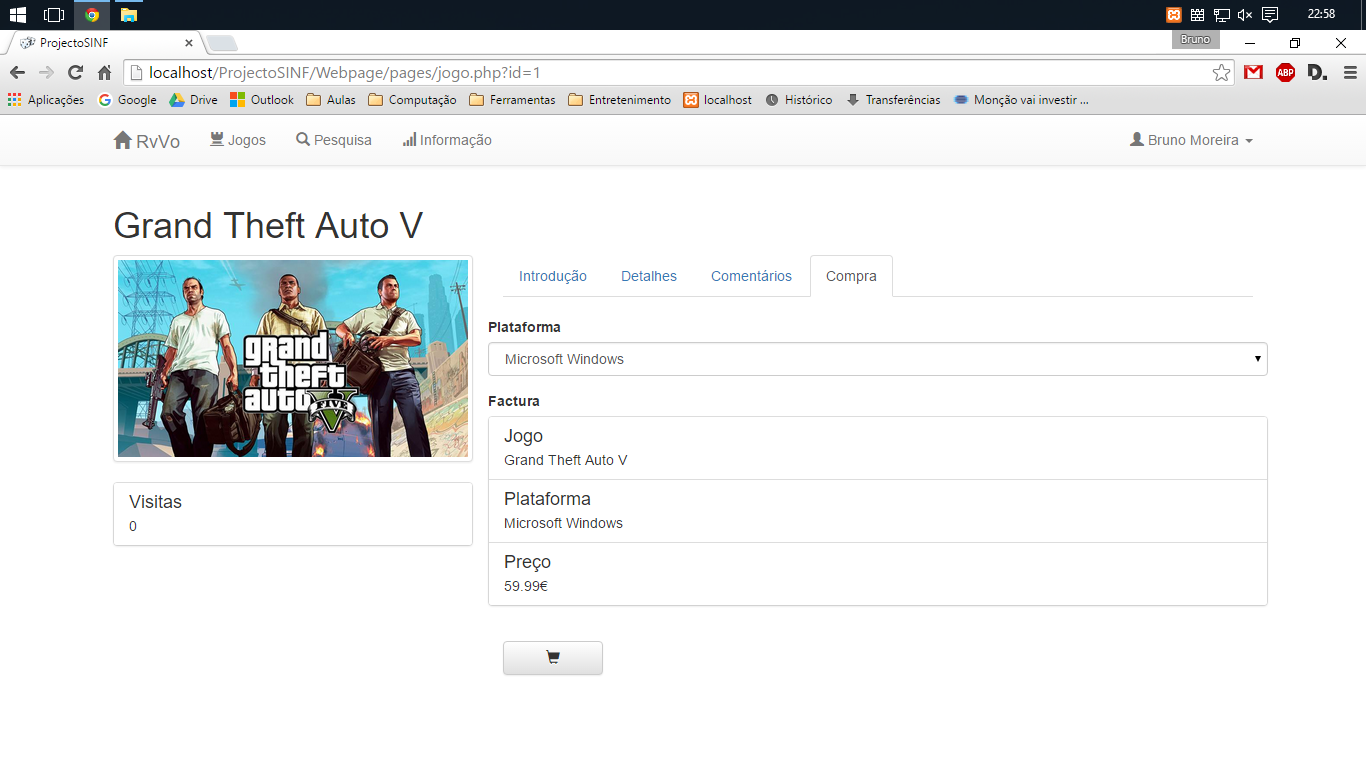 22:58
ProjectoSINF
Bruno
localhost/ProjectoSINF/Webpage/pages/jogo.php?id=1
ABP
D.
Aplicações Google Drive Outlook Aulas Computação Ferramentas Entretenimento localhost Histórico Transferências Monção vai investir ...
RvVo Jogos Pesquisa Informação Bruno Moreira
Grand Theft Auto V
grand
theft
auto
FIVE
V
Introdução Detalhes Comentários Compra
Plataforma
Microsoft Windows
Factura
Jogo
Grand Theft Auto V
Plataforma
Microsoft Windows
Preço
59.99€
Visitas
0